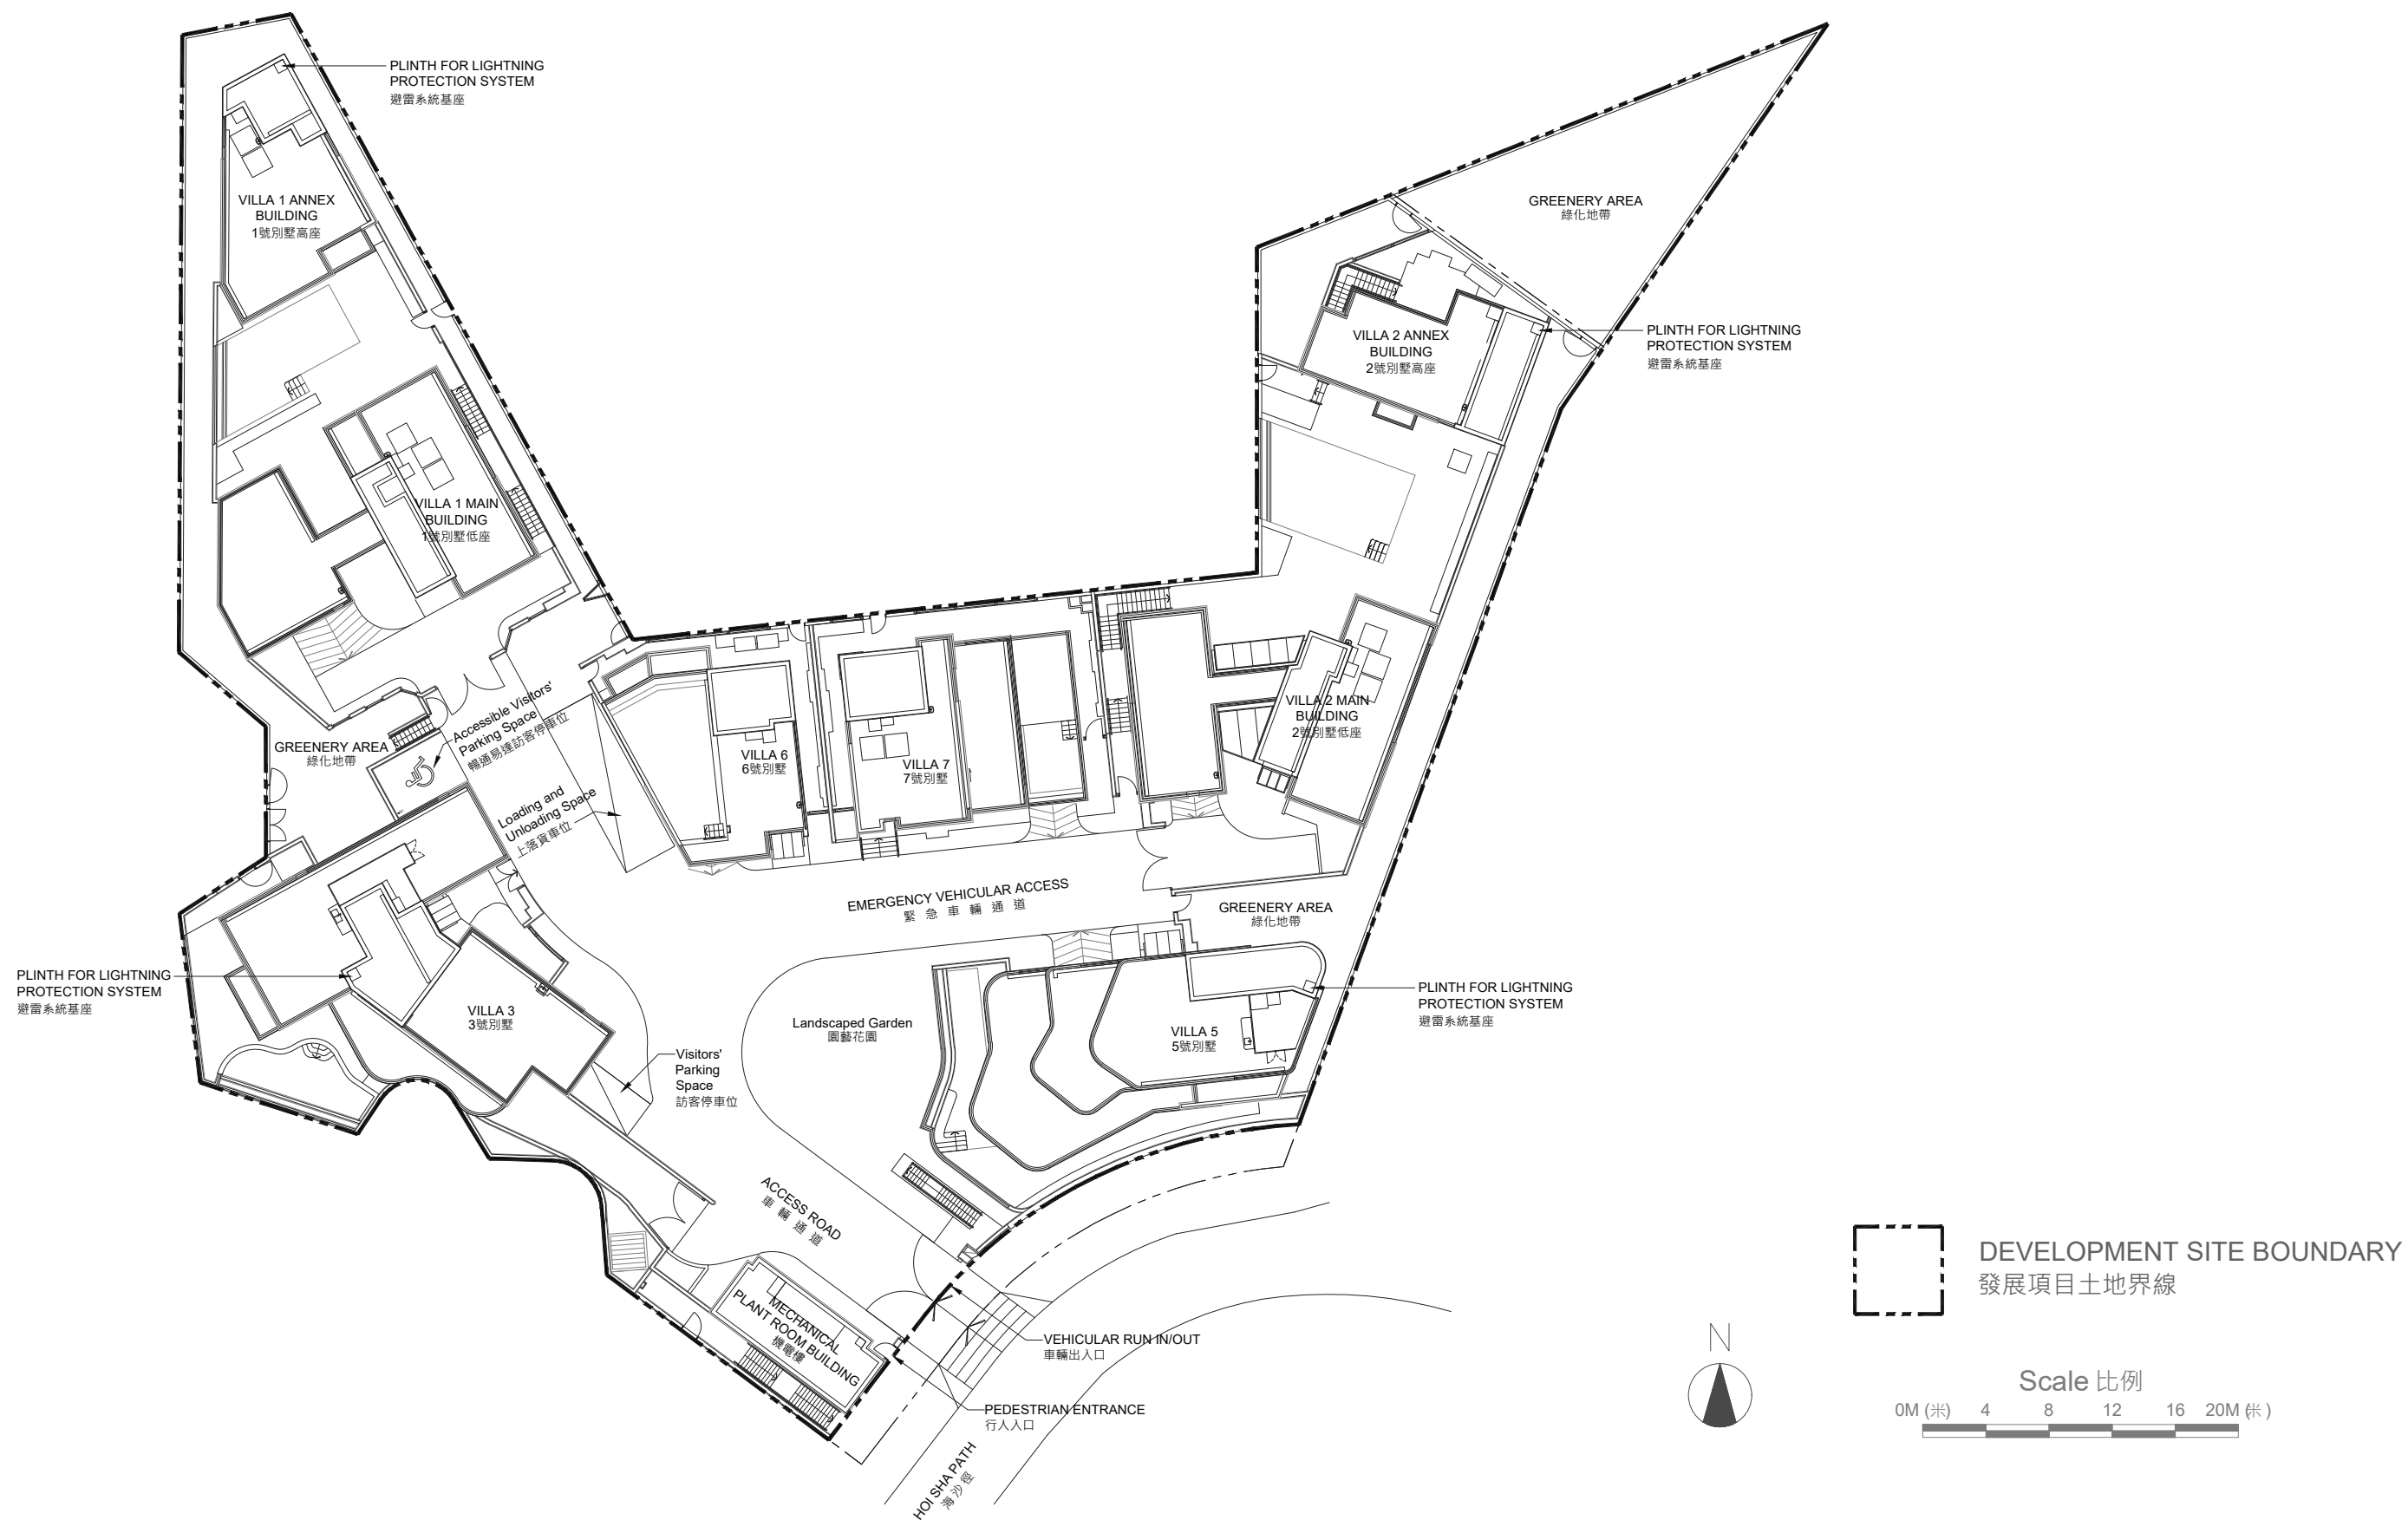 PLINTH FOR LIGHTNING
PROTECTION SYSTEM
避雷系統基座
VILLA 1 ANNEX
BUILDING
1號別墅高座
GREENERY AREA
綠化地帶
VILLA 2 ANNEX
BUILDING
2號別墅高座
PLINTH FOR LIGHTNING
PROTECTION SYSTEM
避雷系統基座
VILLA 1 MAIN
BUILDING
1號別墅低座
VILLA 2 MAIN
BUILDING
2號別墅低座
Accessible Visitors'
Parking Space
暢通易達訪客停車位
GREENERY AREA
綠化地帶
VILLA 6
6號別墅
VILLA 7
7號別墅
Loading and
Unloading Space
上落貨車位
EMERGENCY VEHICULAR ACCESS
緊急車輛通道
GREENERY AREA
綠化地帶
PLINTH FOR LIGHTNING
PROTECTION SYSTEM
避雷系統基座
VILLA 3
3號別墅
Landscaped Garden
園藝花園
VILLA 5
5號別墅
PLINTH FOR LIGHTNING
PROTECTION SYSTEM
避雷系統基座
Visitors'
Parking
Space
訪客停車位
ACCESS ROAD
車輛通道
MECHANICAL
PLANT ROOM BUILDING
機電樓
VEHICULAR RUN IN/OUT
車輛出入口
PEDESTRIAN ENTRANCE
行人入口
HOI SHA PATH
海沙徑
DEVELOPMENT SITE BOUNDARY
發展項目土地界線
N
Scale 比例
0M (米) 4 8 12 16 20M (米)